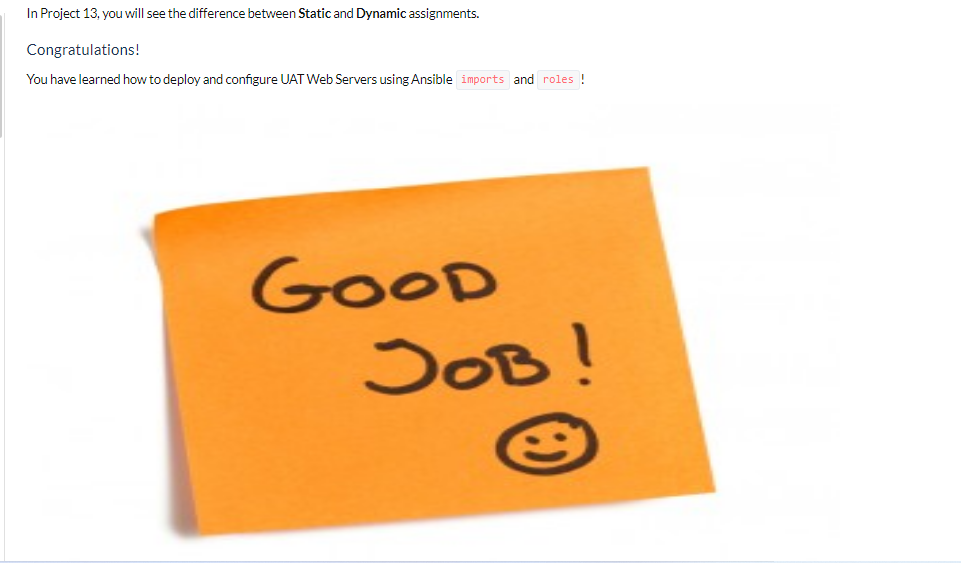 In Project 13, you will see the difference between Static and Dynamic assignments.
Congratulations!
You have learned how to deploy and configure UAT Web Servers using Ansible imports and roles !
GOOD
JOB!